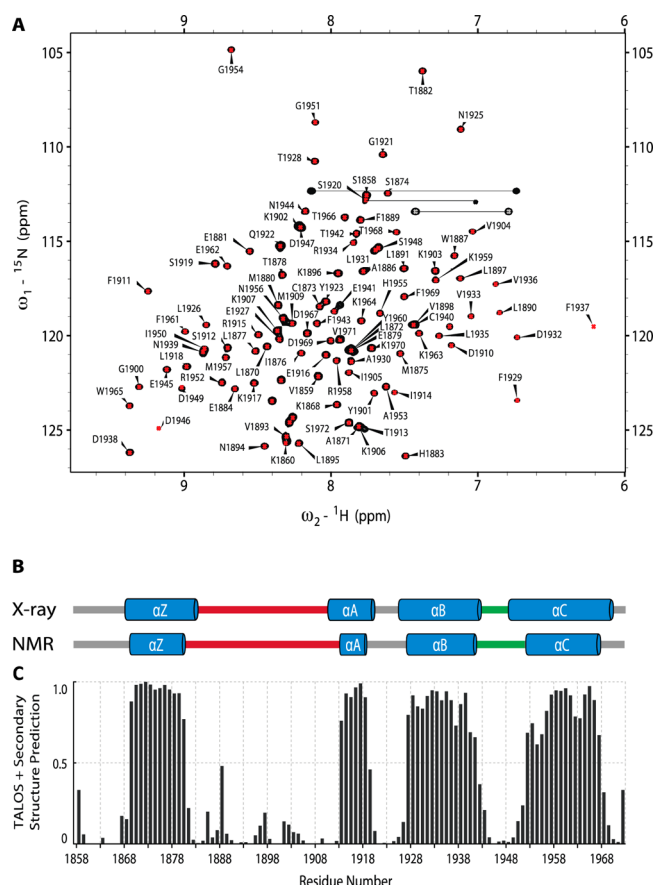 A
9 8 7 6
105 105
110 110
115 115
120 120
125 125
9 8 7 6
ω1 - 15N (ppm)
ω2 - 1H (ppm)
G1954
T1882
G1951
N1925
G1921
T1928
S1858
S1920
S1874
N1944
T1966
F1889
K1902
T1942
T1968
V1904
Q1922
D1947
R1934
S1948
W1887
E1881
L1931
L1891
K1903
K1959
E1962
T1878
K1896
A1886
L1897
S1919
M1880
Y1923
E1941
H1955
V1936
F1911
K1907
M1909
C1873
K1964
F1969
V1933
N1956
D1967
Y1960
V1898
L1890
F1937
L1926
E1927
F1943
L1872
C1940
F1961
R1915
V1971
E1879
L1935
D1932
S1912
L1877
D1969
K1970
K1963
D1910
I1950
A1930
N1939
I1876
M1875
L1918
M1957
L1870
E1916
I1905
G1900
R1952
R1958
I1914
F1929
E1945
D1949
K1917
V1859
Y1901
W1965
E1884
K1868
A1953
D1946
V1893
S1972
T1913
D1938
A1871
N1894
K1860
L1895
K1906
H1883
B
X-ray αZ αA αB αC
NMR αZ αA αB αC
C
TALOS + Secondary
Structure Prediction
1.0
0.5
0
1858 1868 1878 1888 1898 1908 1918 1928 1938 1948 1958 1968
Residue Number